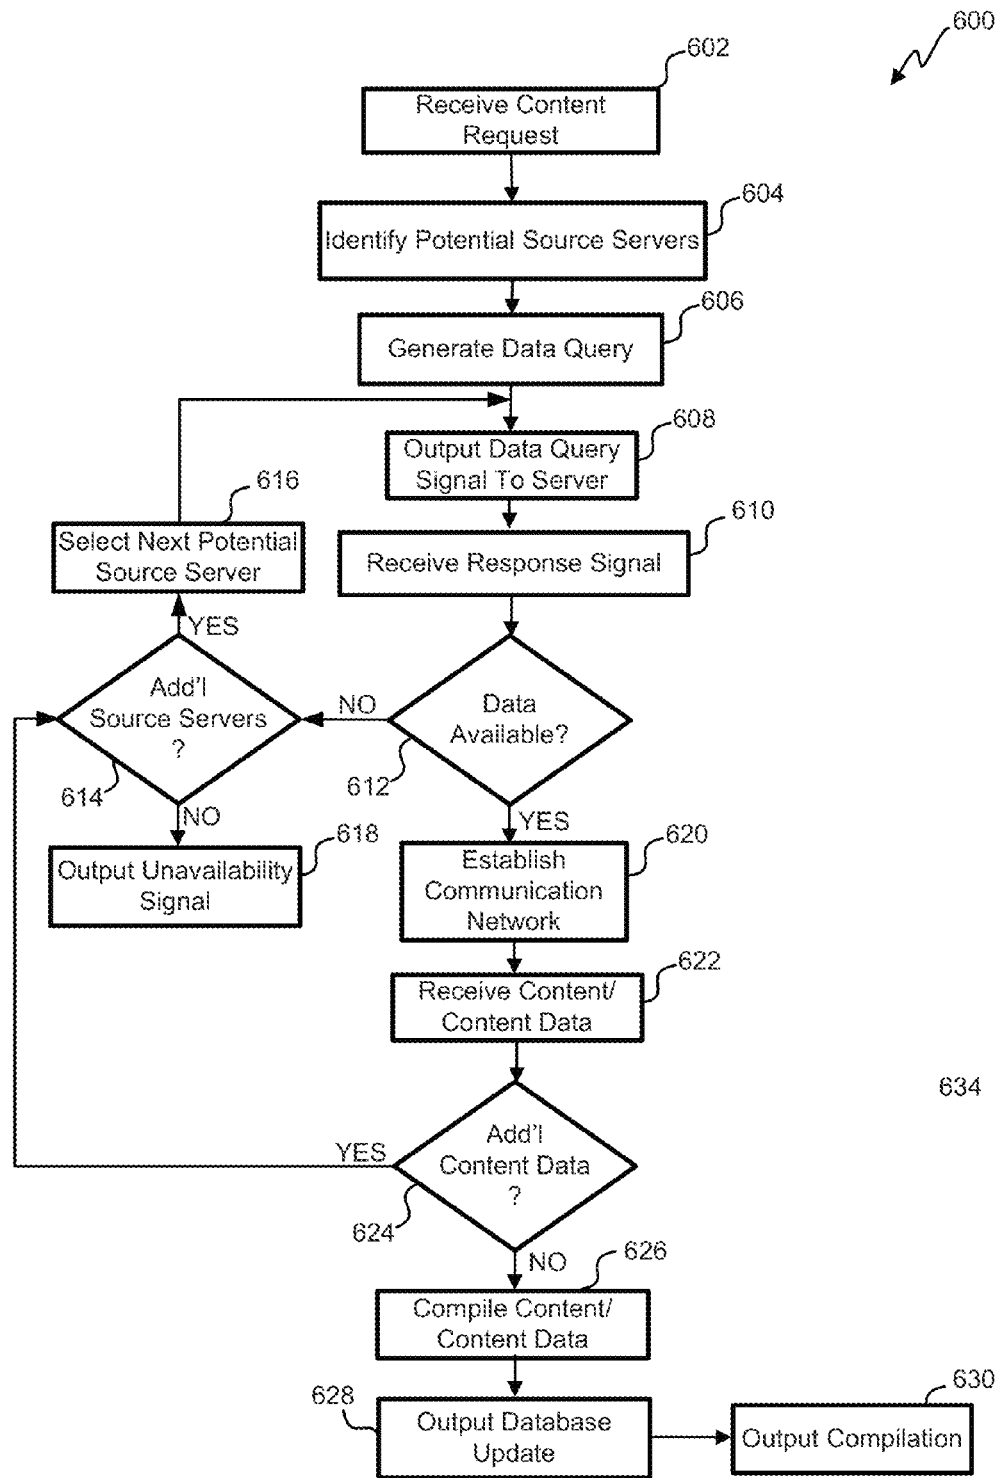 600
602
Receive Content
Request
604
Identify Potential Source Servers
606
Generate Data Query
608
Output Data Query
Signal To Server
616
Select Next Potential
Source Server
610
Receive Response Signal
YES
Add'l
Source Servers
?
614
NO
Data
Available?
612
NO
618
Output Unavailability
Signal
YES
620
Establish
Communication
Network
622
Receive Content/
Content Data
634
YES
Add'l
Content Data
?
624
NO
626
Compile Content/
Content Data
628
Output Database
Update
630
Output Compilation